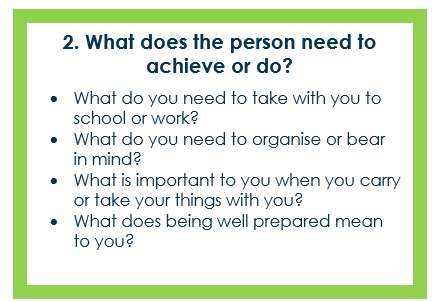 2. What does the person need to
achieve or do?
• What do you need to take with you to
school or work?
• What do you need to organise or bear
in mind?
• What is important to you when you carry
or take your things with you?
• What does being well prepared mean
to you?